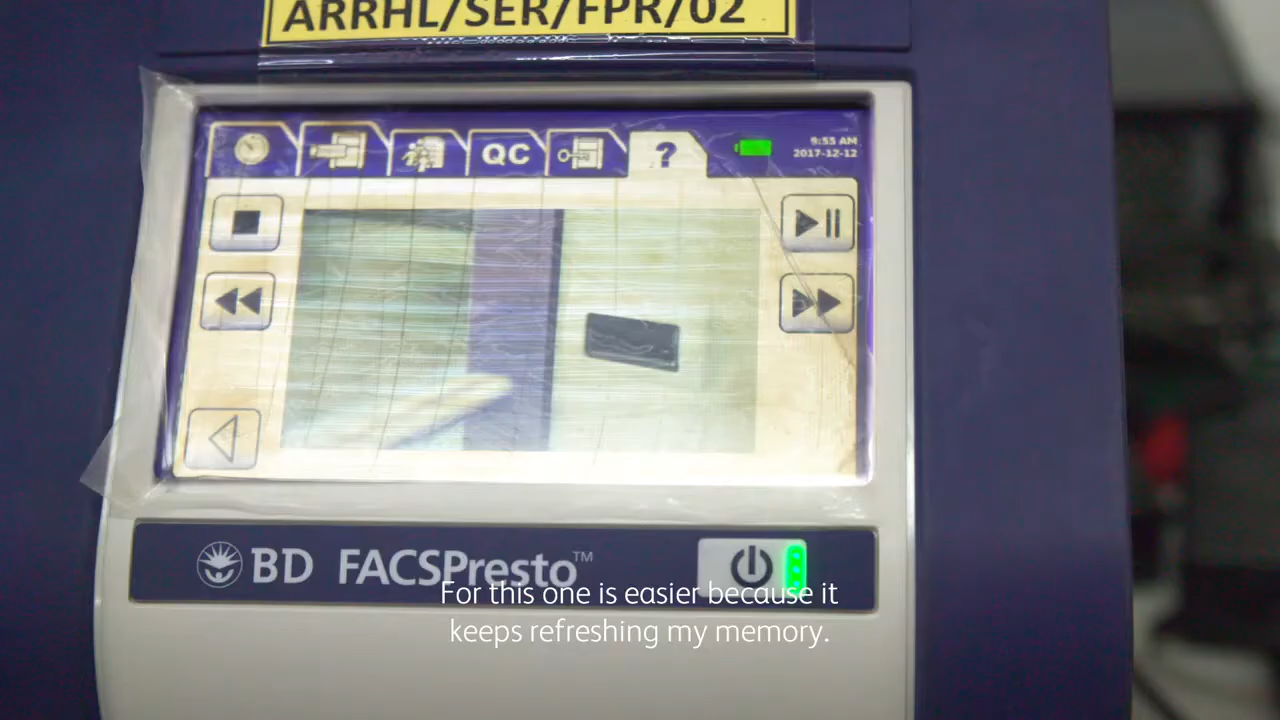 ARRHL/SER/FPR/02
QC
?
9:53 AM
2017-12-12
BD FACSPresto™
For this one is easier because it
keeps refreshing my memory.